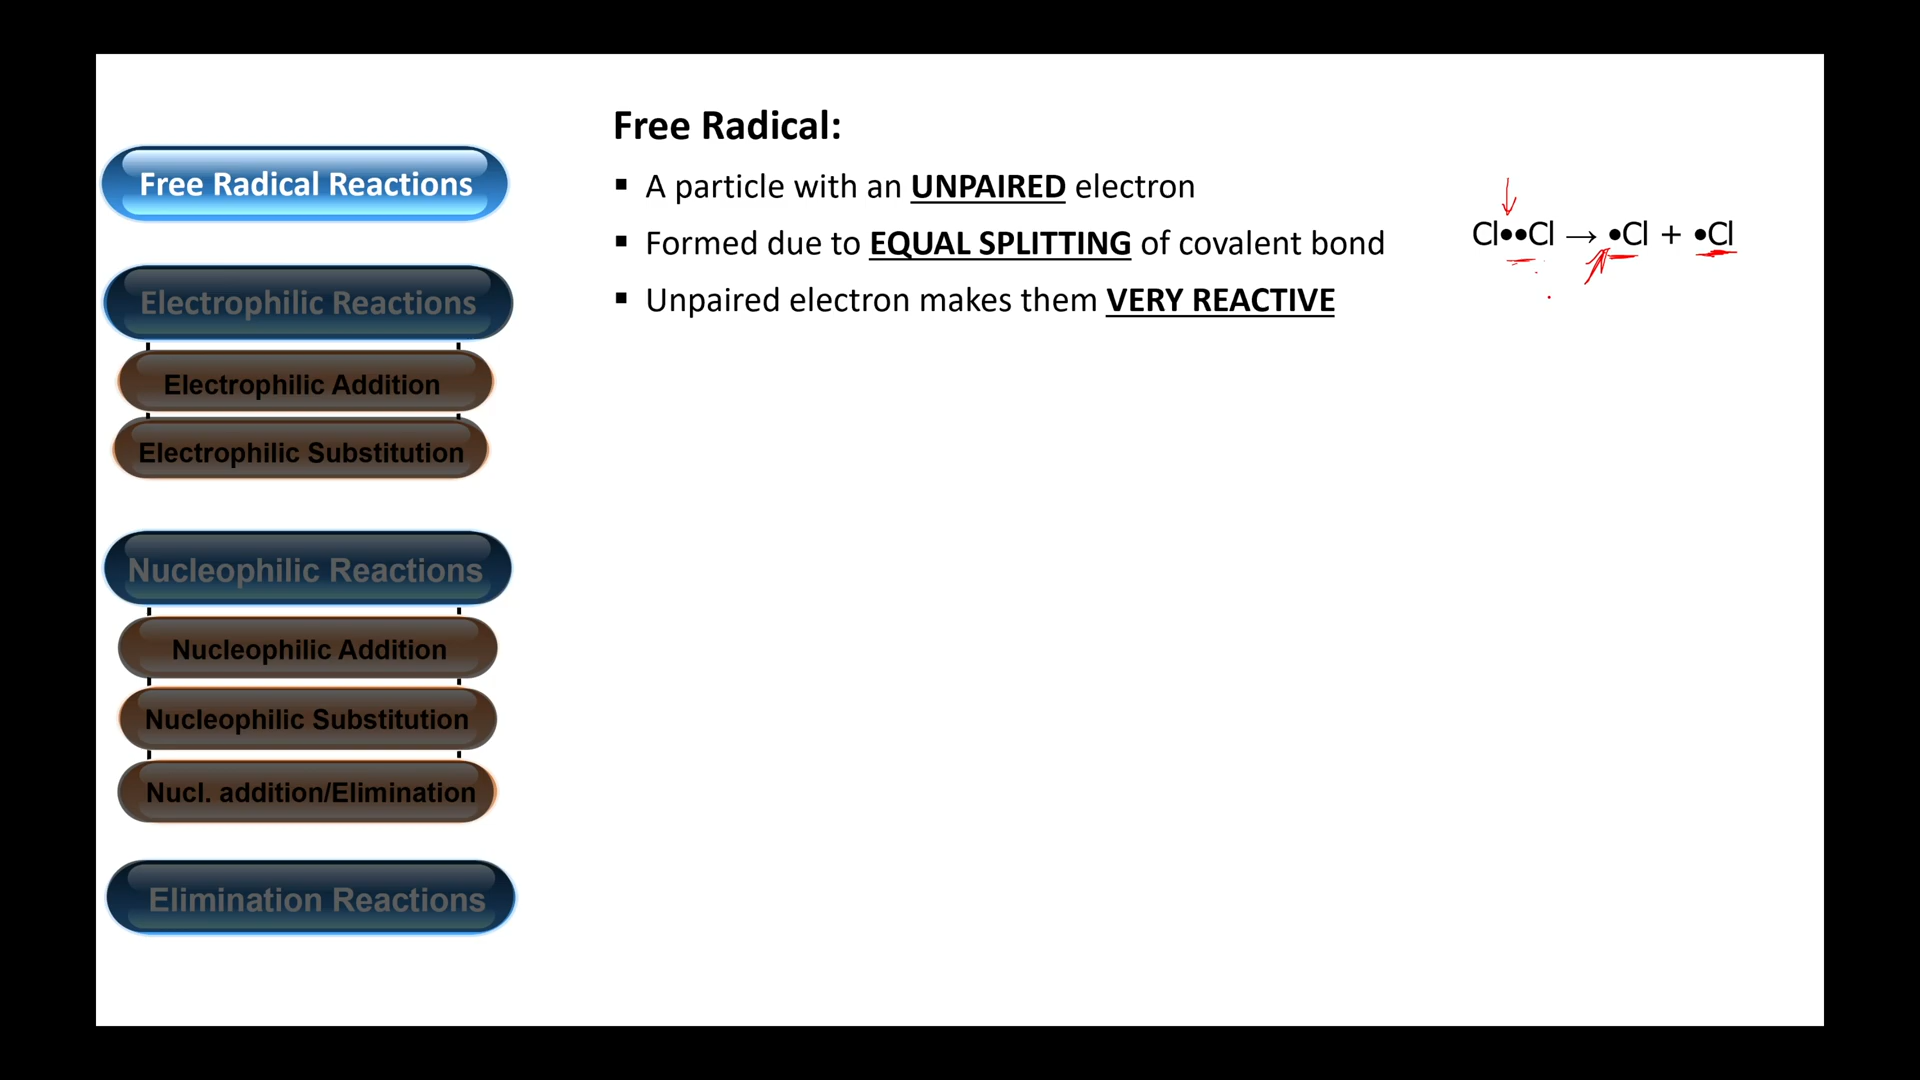 Free Radical Reactions
Electrophilic Reactions
Electrophilic Addition
Electrophilic Substitution
Nucleophilic Reactions
Nucleophilic Addition
Nucleophilic Substitution
Nucl. addition/Elimination
Elimination Reactions
Free Radical:
▪ A particle with an UNPAIRED electron
▪ Formed due to EQUAL SPLITTING of covalent bond
▪ Unpaired electron makes them VERY REACTIVE
Cl••Cl → •Cl + •Cl